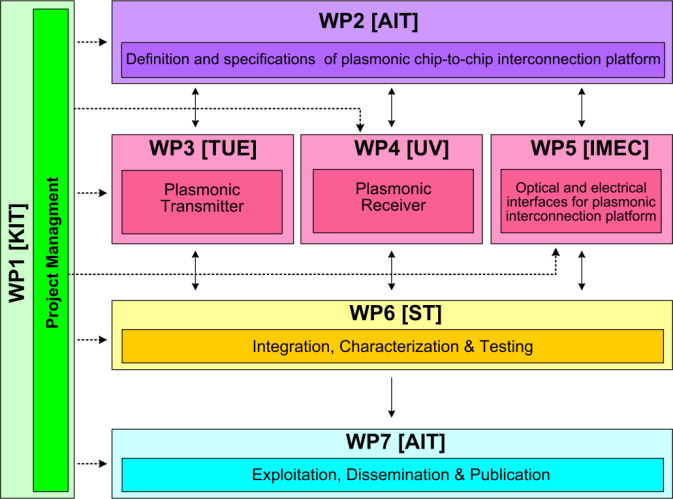 WP1 [KIT]
Project Managment
WP2 [AIT]
Definition and specifications of plasmonic chip-to-chip interconnection platform
WP3 [TUE]
Plasmonic
Transmitter
WP4 [UV]
Plasmonic
Receiver
WP5 [IMEC]
Optical and electrical
interfaces for plasmonic
interconnection platform
WP6 [ST]
Integration, Characterization & Testing
WP7 [AIT]
Exploitation, Dissemination & Publication